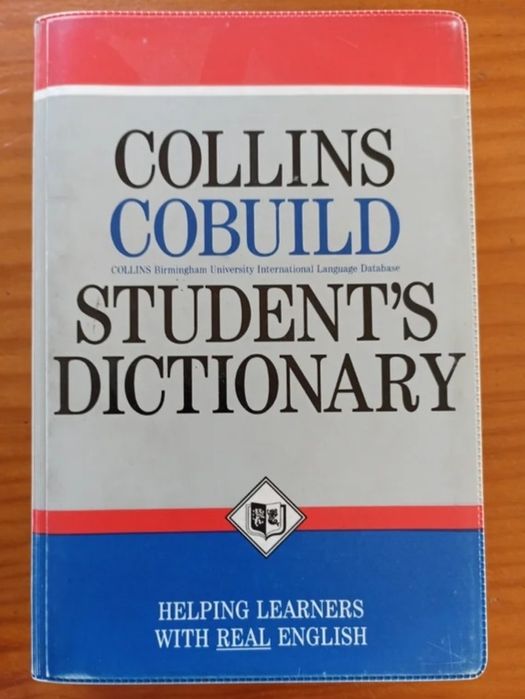 COLLINS
COBUILD
COLLINS Birmingham University International Language Database
STUDENT'S
DICTIONARY
HELPING LEARNERS
WITH REAL ENGLISH